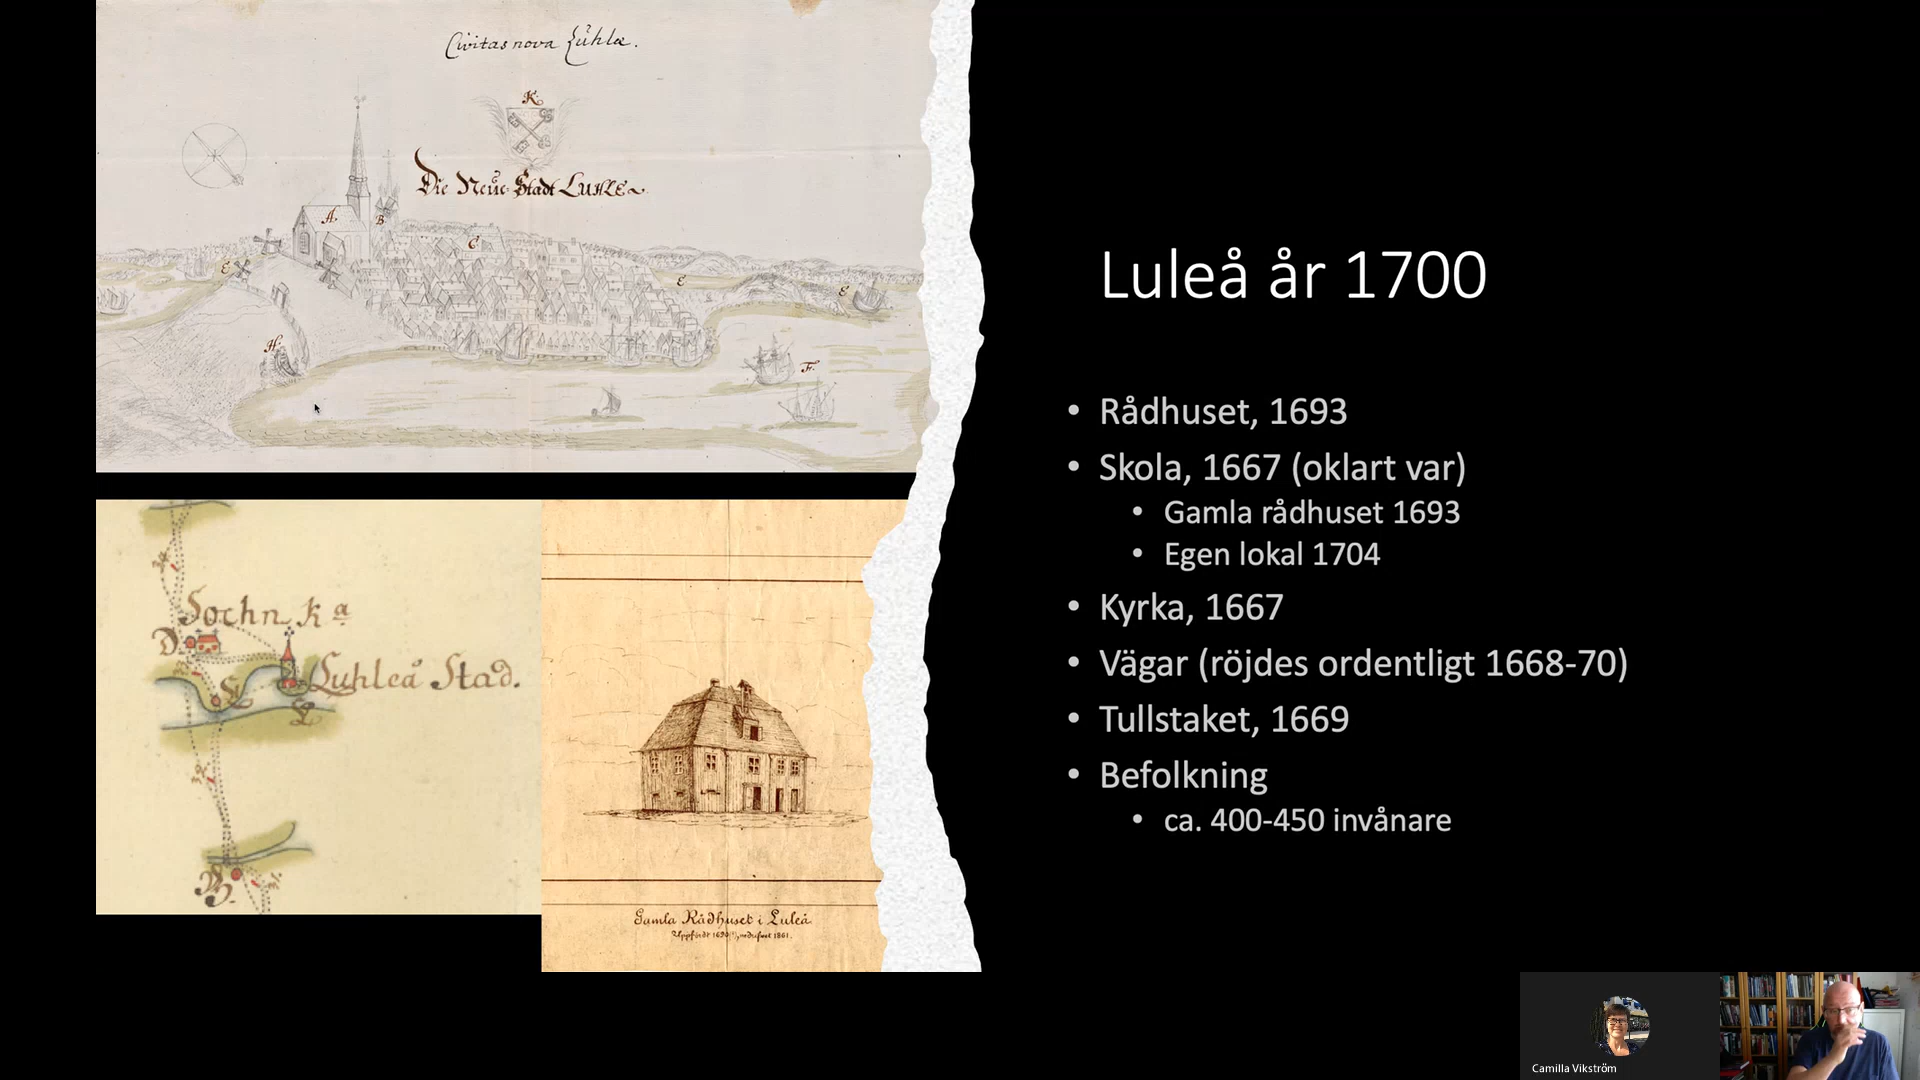 Civitas nova Lühla.
K.
Die Neue Stadt LUHLE
A
B
C
E
E
E
H.
F.
Sochn k a
D.
Luhleå Stad.
Gamla Rådhuset i Luleå
Luleå år 1700
• Rådhuset, 1693
• Skola, 1667 (oklart var)
• Gamla rådhuset 1693
• Egen lokal 1704
• Kyrka, 1667
• Vägar (röjdes ordentligt 1668-70)
• Tullstaket, 1669
• Befolkning
• ca. 400-450 invånare
Camilla Vikström